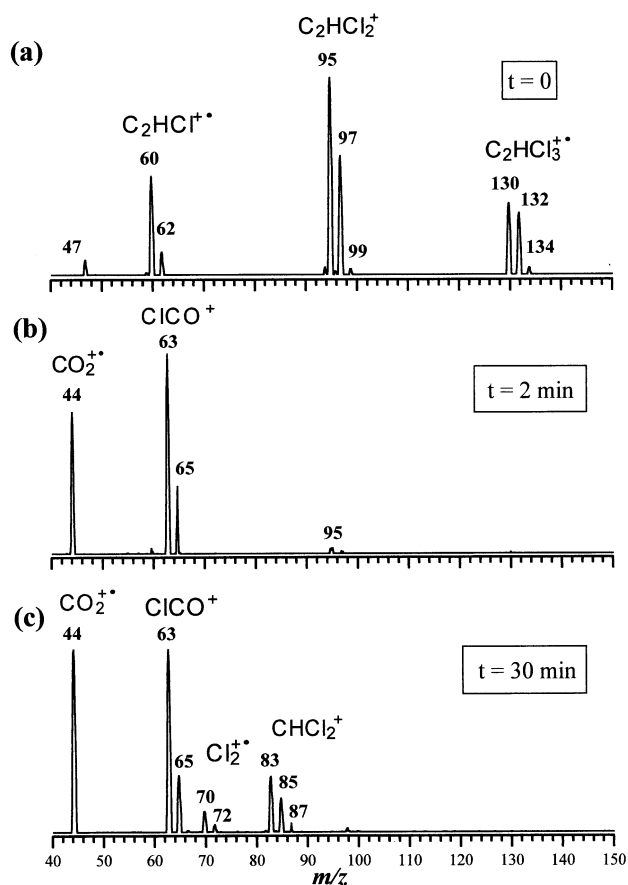 (a)
C₂HCl₂⁺
95
t = 0
C₂HCl⁺•
60
97
C₂HCl₃⁺•
130
132
47
62
99
134
(b)
ClCO⁺
63
CO₂⁺•
44
t = 2 min
65
95
(c)
CO₂⁺•
ClCO⁺
44
63
t = 30 min
CHCl₂⁺
Cl₂⁺•
65
83
70
85
72
87
40 50 60 70 80 90 100 110 120 130 140 150
m/z